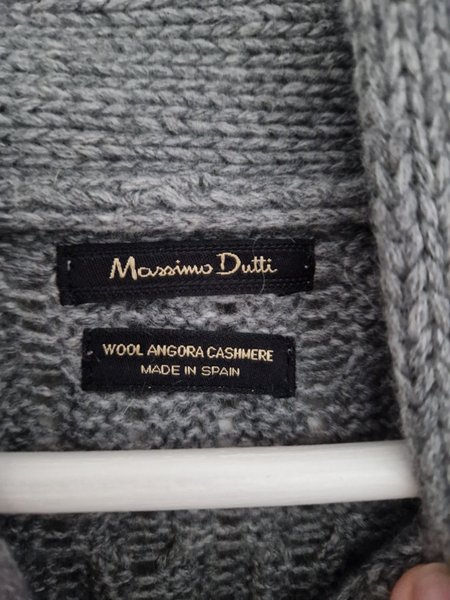 Massimo Dutti
WOOL ANGORA CASHMERE
MADE IN SPAIN